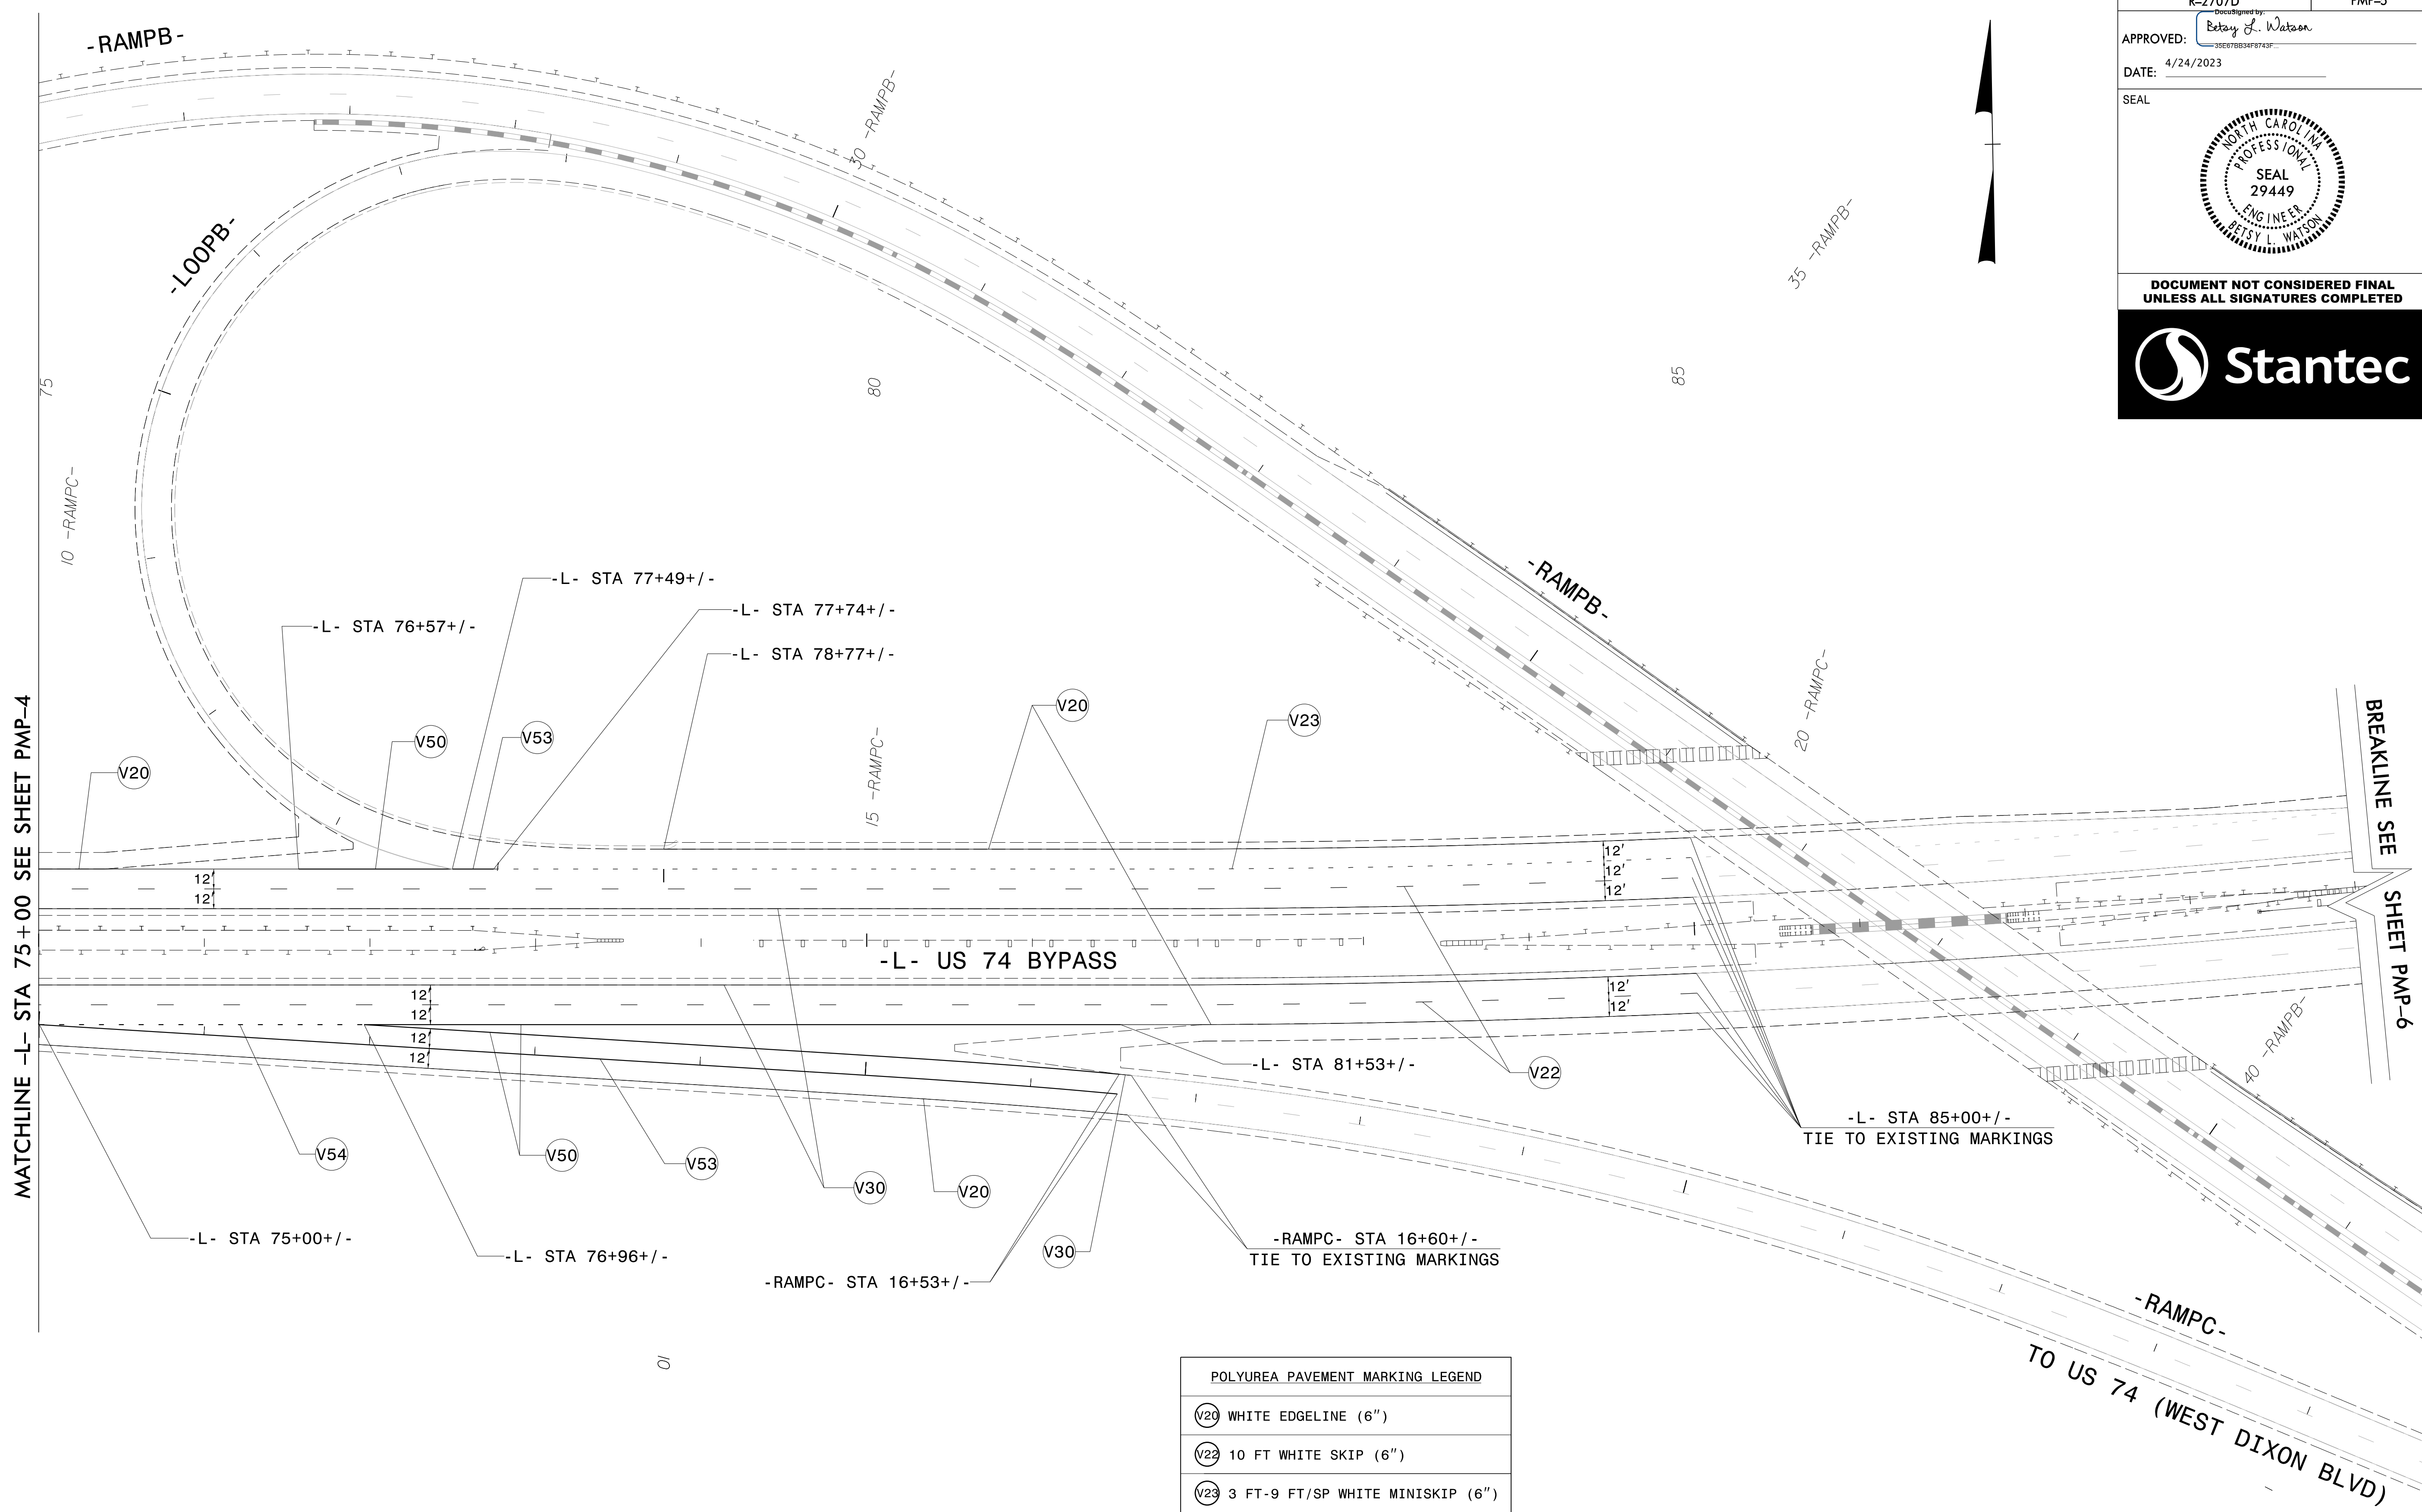 -RAMPB-
R-2707D
PMP-5
DocuSigned by:
APPROVED: Betsy L. Watson
35E67BB34F8743F...
DATE: 4/24/2023
SEAL
NORTH CAROLINA
PROFESSIONAL
SEAL
29449
ENGINEER
BETSY L. WATSON
DOCUMENT NOT CONSIDERED FINAL
UNLESS ALL SIGNATURES COMPLETED
Stantec
30 -RAMPB-
35 -RAMPB-
-LOOPB-
75
80
85
10 -RAMPC-
-RAMPB-
-L- STA 77+49+/-
-L- STA 77+74+/-
-L- STA 76+57+/-
-L- STA 78+77+/-
20 -RAMPC-
15 -RAMPC-
V20
V50
V53
V20
V23
MATCHLINE -L- STA 75+00 SEE SHEET PMP-4
BREAKLINE SEE
SHEET PMP-6
12'
12'
12'
12'
12'
-L- US 74 BYPASS
12'
12'
12'
12'
12'
12'
-L- STA 81+53+/-
V22
40 -RAMPB-
-L- STA 85+00+/-
TIE TO EXISTING MARKINGS
V54
V50
V53
V30
V20
-L- STA 75+00+/-
-L- STA 76+96+/-
-RAMPC- STA 16+53+/-
V30
-RAMPC- STA 16+60+/-
TIE TO EXISTING MARKINGS
-RAMPC-
TO US 74 (WEST DIXON BLVD)
10
POLYUREA PAVEMENT MARKING LEGEND
V20 WHITE EDGELINE (6")
V22 10 FT WHITE SKIP (6")
V23 3 FT-9 FT/SP WHITE MINISKIP (6")